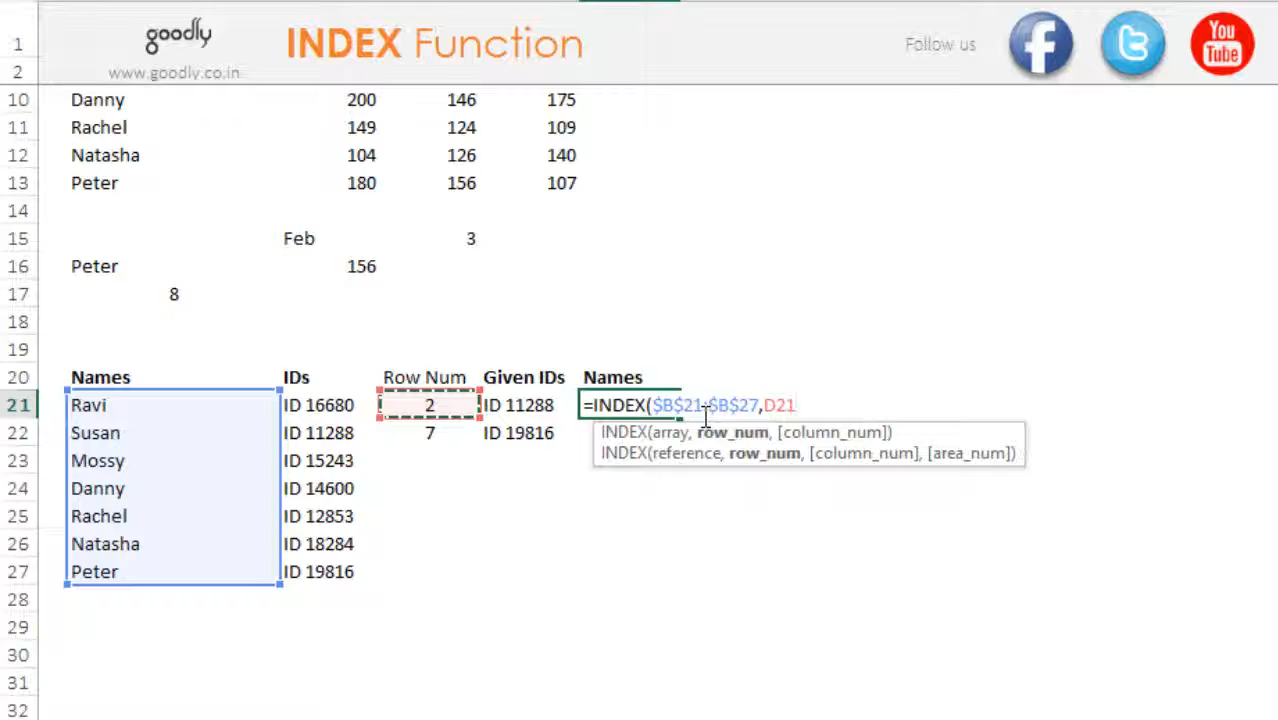 goodly
www.goodly.co.in
INDEX Function
Follow us
You Tube
1
2
10 Danny 200 146 175
11 Rachel 149 124 109
12 Natasha 104 126 140
13 Peter 180 156 107
14
15 Feb 3
16 Peter 156
17 8
18
19
20 Names IDs Row Num Given IDs Names
21 Ravi ID 16680 2 ID 11288 =INDEX($B$21:$B$27,D21
22 Susan ID 11288 7 ID 19816 INDEX(array, row_num, [column_num])
INDEX(reference, row_num, [column_num], [area_num])
23 Mossy ID 15243
24 Danny ID 14600
25 Rachel ID 12853
26 Natasha ID 18284
27 Peter ID 19816
28
29
30
31
32